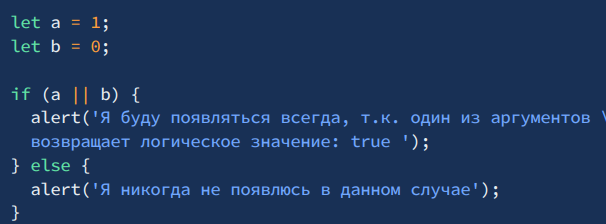 let a = 1;
let b = 0;
if (a || b) {
alert('Я буду появляться всегда, т.к. один из аргументов \
возвращает логическое значение: true ');
} else {
alert('Я никогда не появлюсь в данном случае');
}